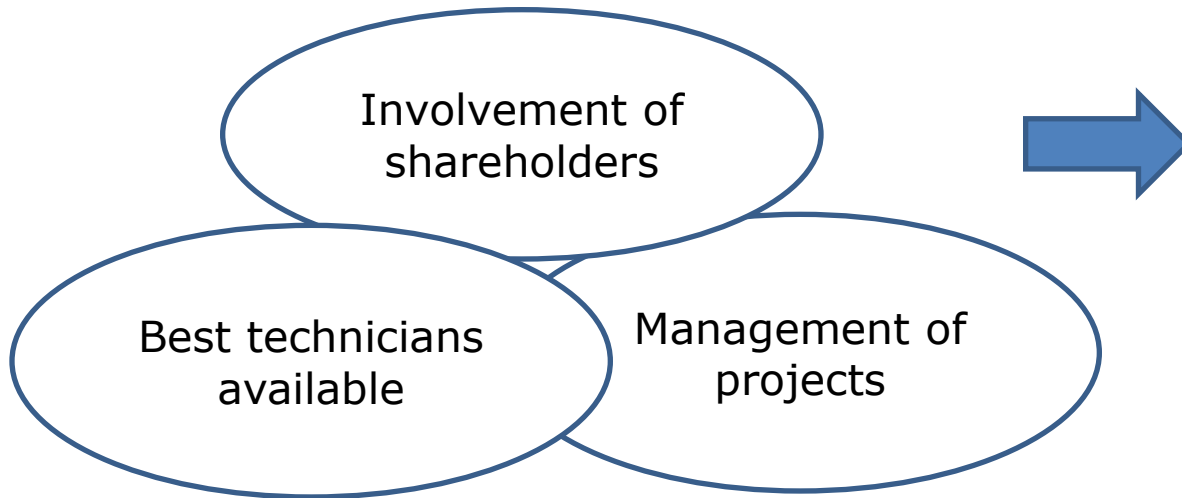 Involvement of
shareholders
Best technicians
available
Management of
projects